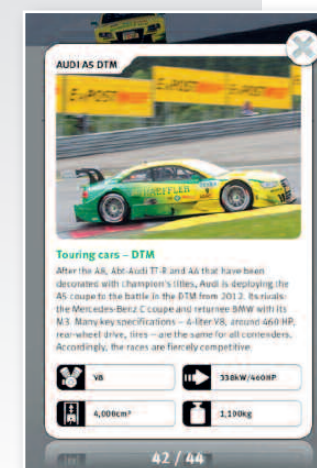 AUDI A5 DTM
E-POST
E-POST
SCHAEFFLER
Touring cars – DTM
After the A8, Abt-Audi TT-R and A4 that have been
decorated with champion's titles, Audi is deploying the
A5 coupe to the battle in the DTM from 2012. Its rivals:
the Mercedes-Benz C coupe and returnee BMW with its
M3. Many key specifications – 4-liter V8, around 460 HP,
rear-wheel drive, tires – are the same for all contenders.
Accordingly, the races are fiercely competitive.
V8
338kW/460HP
4,000cm³
1,100kg
42 / 44